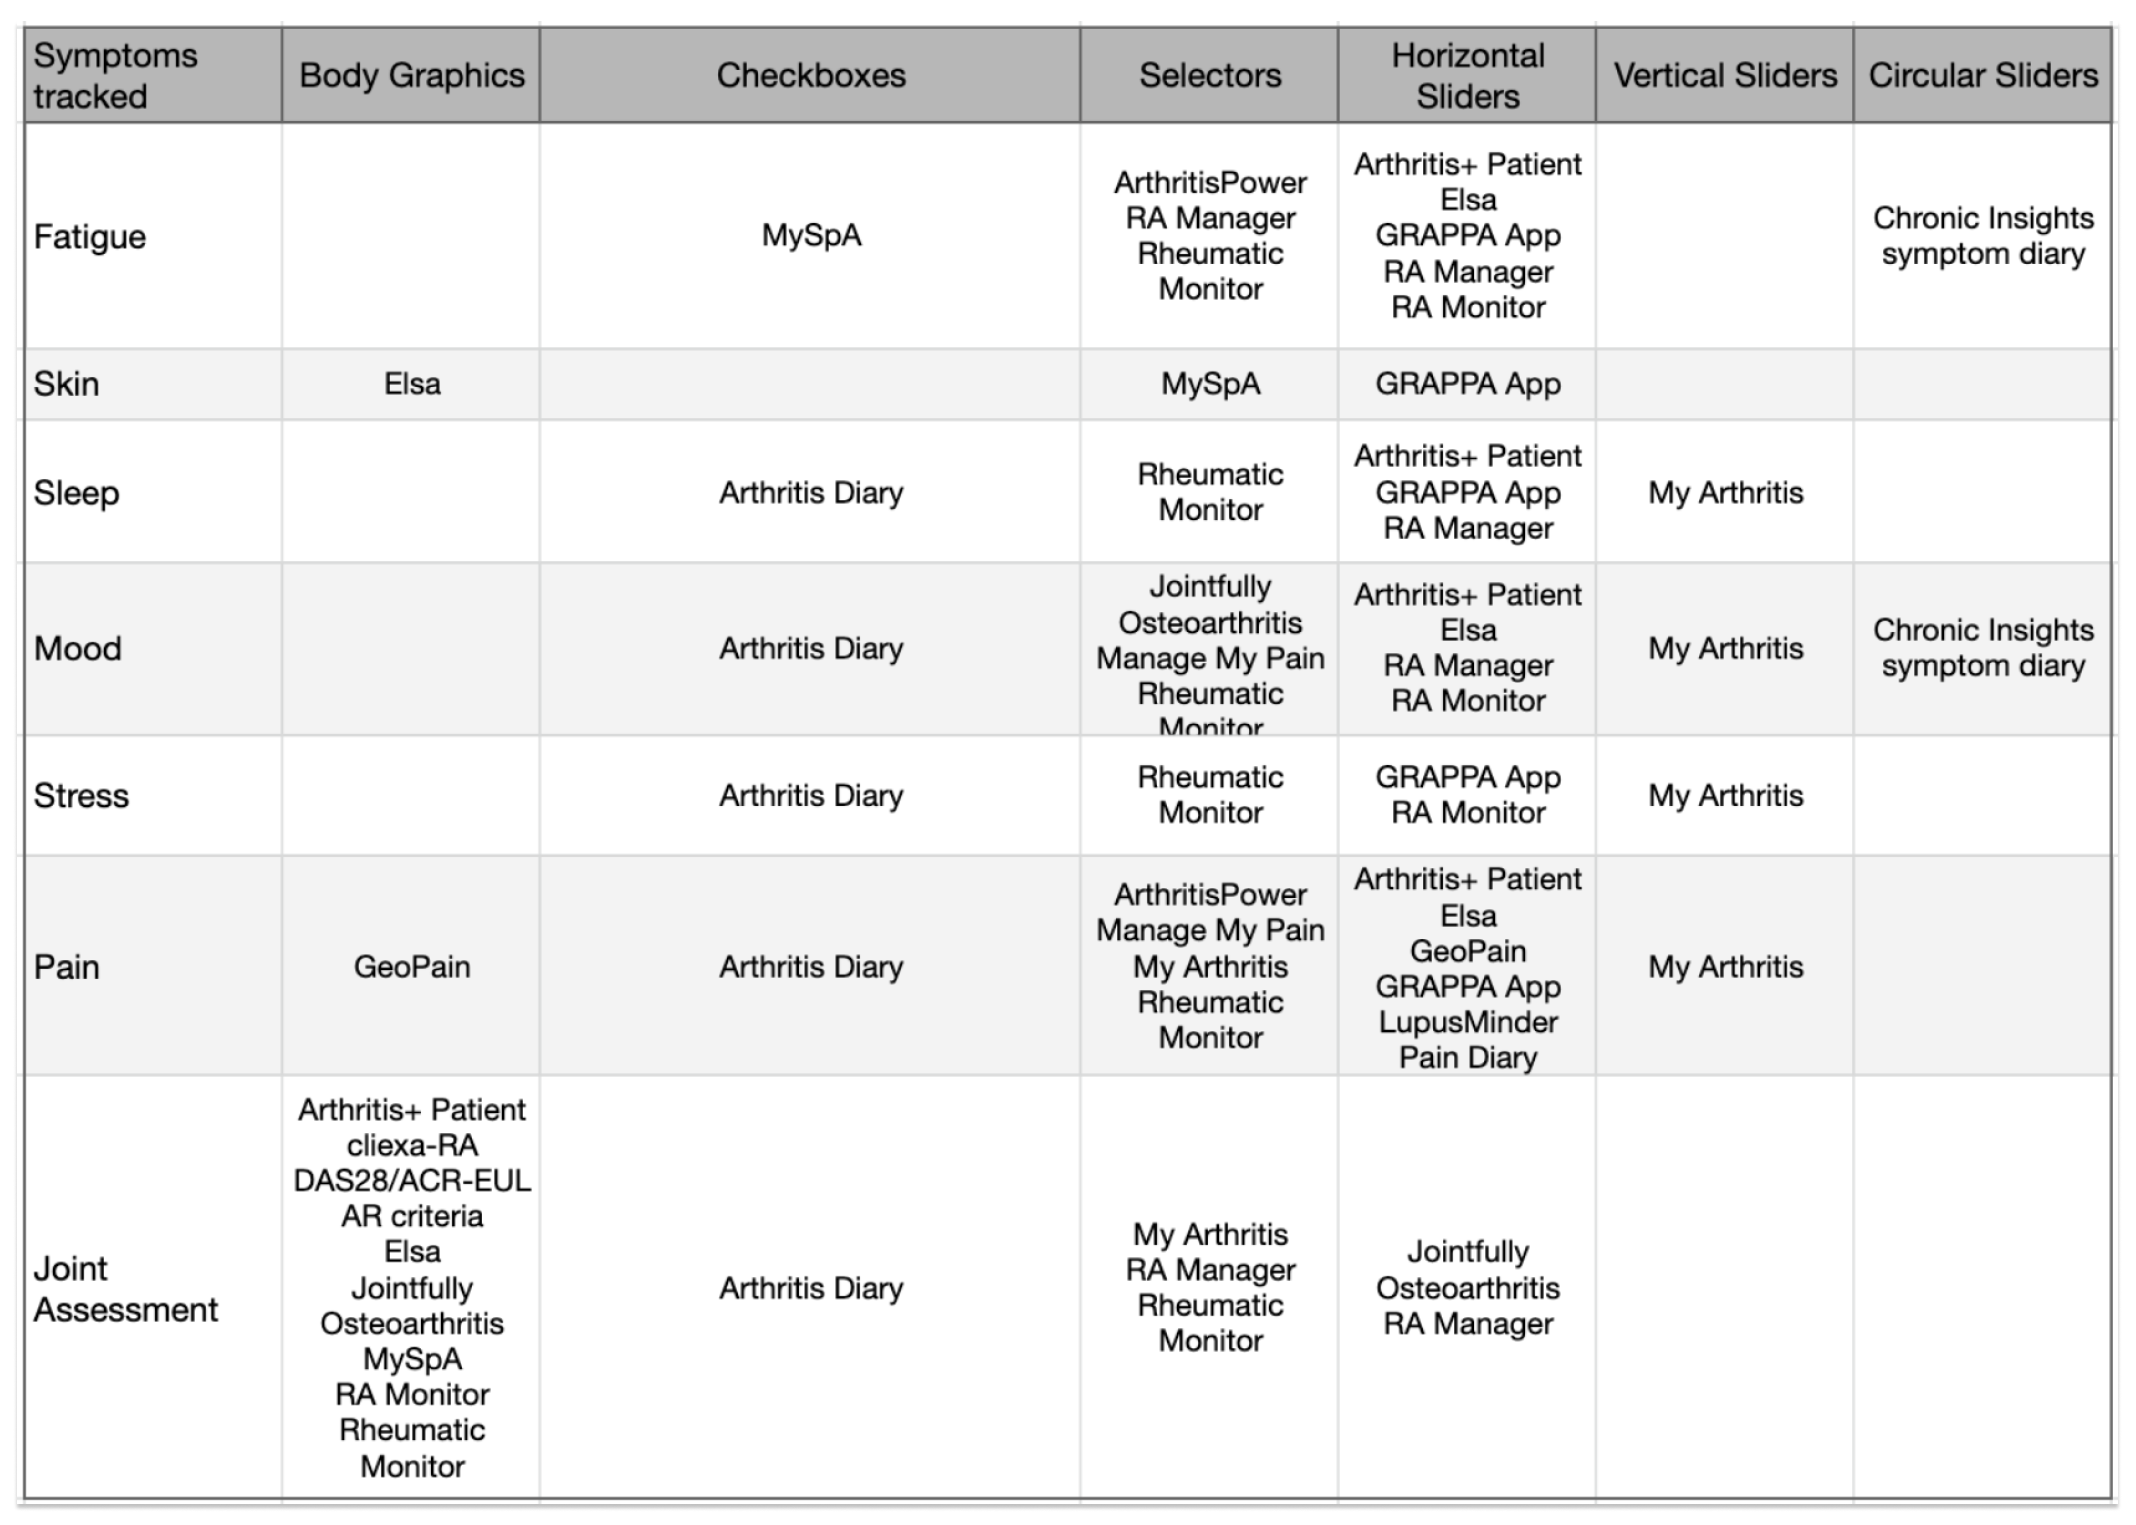 Symptoms
tracked
Body Graphics
Checkboxes
Selectors
Horizontal
Sliders
Vertical Sliders
Circular Sliders
Fatigue
MySpA
ArthritisPower
RA Manager
Rheumatic
Monitor
Arthritis+ Patient
Elsa
GRAPPA App
RA Manager
RA Monitor
Chronic Insights
symptom diary
Skin
Elsa
MySpA
GRAPPA App
Sleep
Arthritis Diary
Rheumatic
Monitor
Arthritis+ Patient
GRAPPA App
RA Manager
My Arthritis
Mood
Arthritis Diary
Jointfully
Osteoarthritis
Manage My Pain
Rheumatic
Monitor
Arthritis+ Patient
Elsa
RA Manager
RA Monitor
My Arthritis
Chronic Insights
symptom diary
Stress
Arthritis Diary
Rheumatic
Monitor
GRAPPA App
RA Monitor
My Arthritis
Pain
GeoPain
Arthritis Diary
ArthritisPower
Manage My Pain
My Arthritis
Rheumatic
Monitor
Arthritis+ Patient
Elsa
GeoPain
GRAPPA App
LupusMinder
Pain Diary
My Arthritis
Joint
Assessment
Arthritis+ Patient
cliexa-RA
DAS28/ACR-EUL
AR criteria
Elsa
Jointfully
Osteoarthritis
MySpA
RA Monitor
Rheumatic
Monitor
Arthritis Diary
My Arthritis
RA Manager
Rheumatic
Monitor
Jointfully
Osteoarthritis
RA Manager